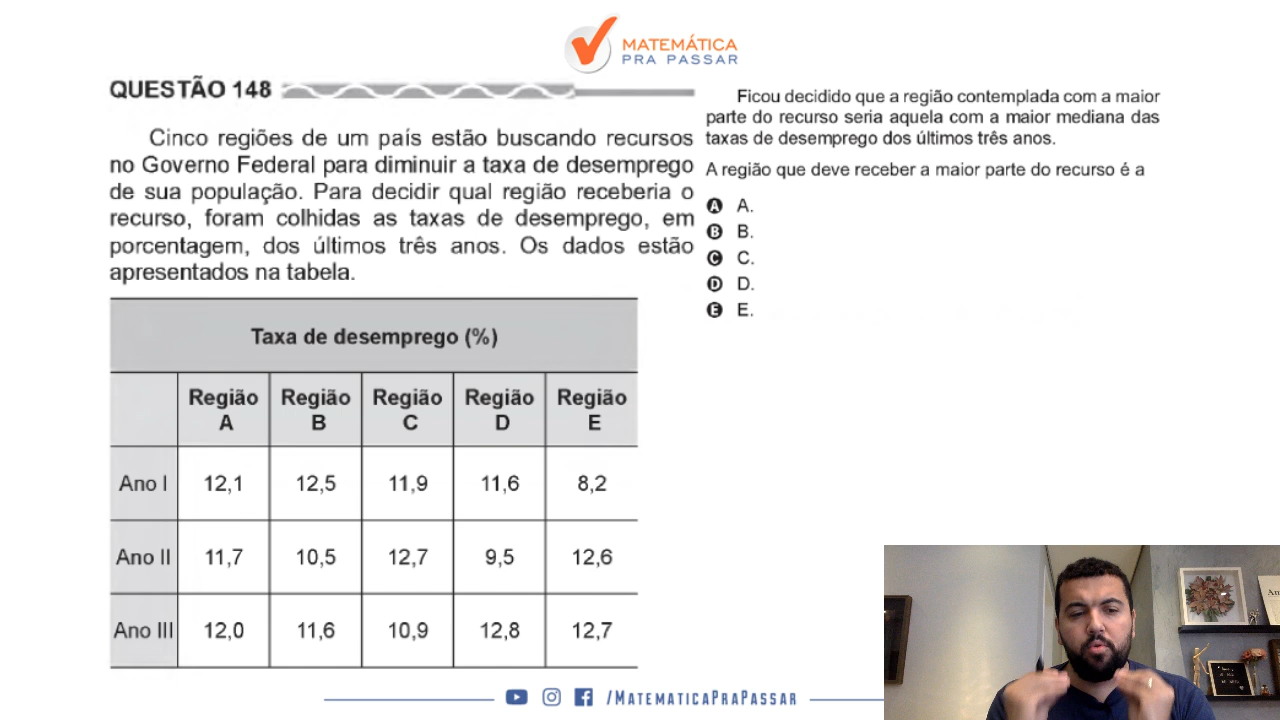 MATEMÁTICA
PRA PASSAR
QUESTÃO 148
Cinco regiões de um país estão buscando recursos
no Governo Federal para diminuir a taxa de desemprego
de sua população. Para decidir qual região receberia o
recurso, foram colhidas as taxas de desemprego, em
porcentagem, dos últimos três anos. Os dados estão
apresentados na tabela.
Taxa de desemprego (%)
Região A Região B Região C Região D Região E
Ano I 12,1 12,5 11,9 11,6 8,2
Ano II 11,7 10,5 12,7 9,5 12,6
Ano III 12,0 11,6 10,9 12,8 12,7
Ficou decidido que a região contemplada com a maior
parte do recurso seria aquela com a maior mediana das
taxas de desemprego dos últimos três anos.
A região que deve receber a maior parte do recurso é a
A A.
B B.
C C.
D D.
E E.
/MATEMATICAPRAPASSAR